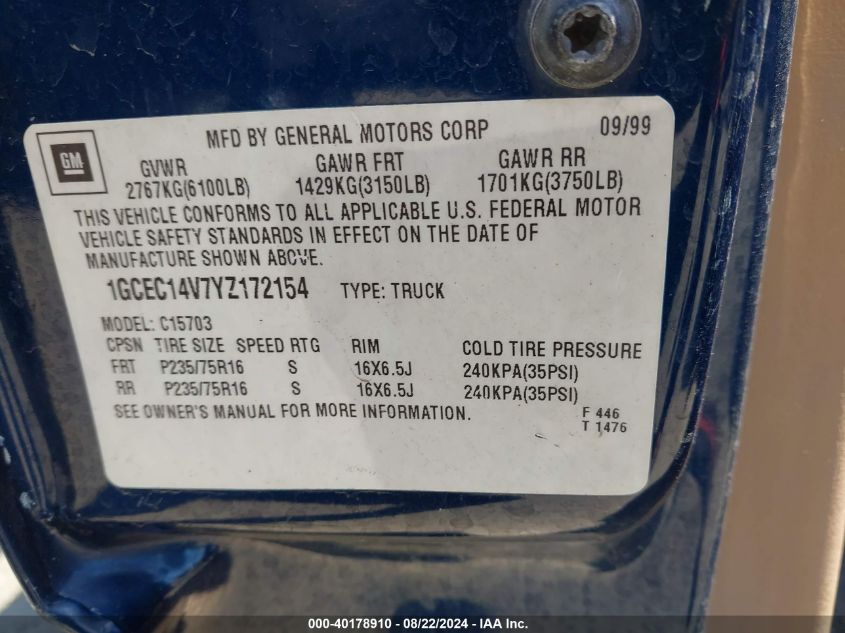 MFD BY GENERAL MOTORS CORP 09/99
GM
GVWR GAWR FRT GAWR RR
2767KG(6100LB) 1429KG(3150LB) 1701KG(3750LB)
THIS VEHICLE CONFORMS TO ALL APPLICABLE U.S. FEDERAL MOTOR
VEHICLE SAFETY STANDARDS IN EFFECT ON THE DATE OF
MANUFACTURE SHOWN ABOVE.
1GCEC14V7YZ172154 TYPE: TRUCK
MODEL: C15703
CPSN TIRE SIZE SPEED RTG RIM COLD TIRE PRESSURE
FRT P235/75R16 S 16X6.5J 240KPA(35PSI)
RR P235/75R16 S 16X6.5J 240KPA(35PSI)
SEE OWNER'S MANUAL FOR MORE INFORMATION.
F 446
T 1476
000-40178910 - 08/22/2024 - IAA Inc.